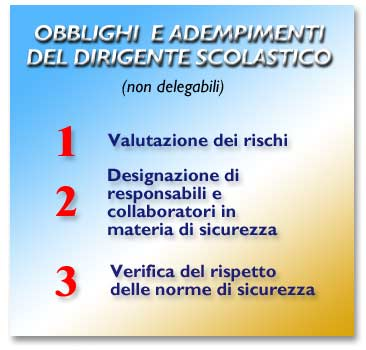 OBBLIGHI E ADEMPIMENTI
DEL DIRIGENTE SCOLASTICO
(non delegabili)
1 Valutazione dei rischi
2 Designazione di
responsabili e
collaboratori in
materia di sicurezza
3 Verifica del rispetto
delle norme di sicurezza